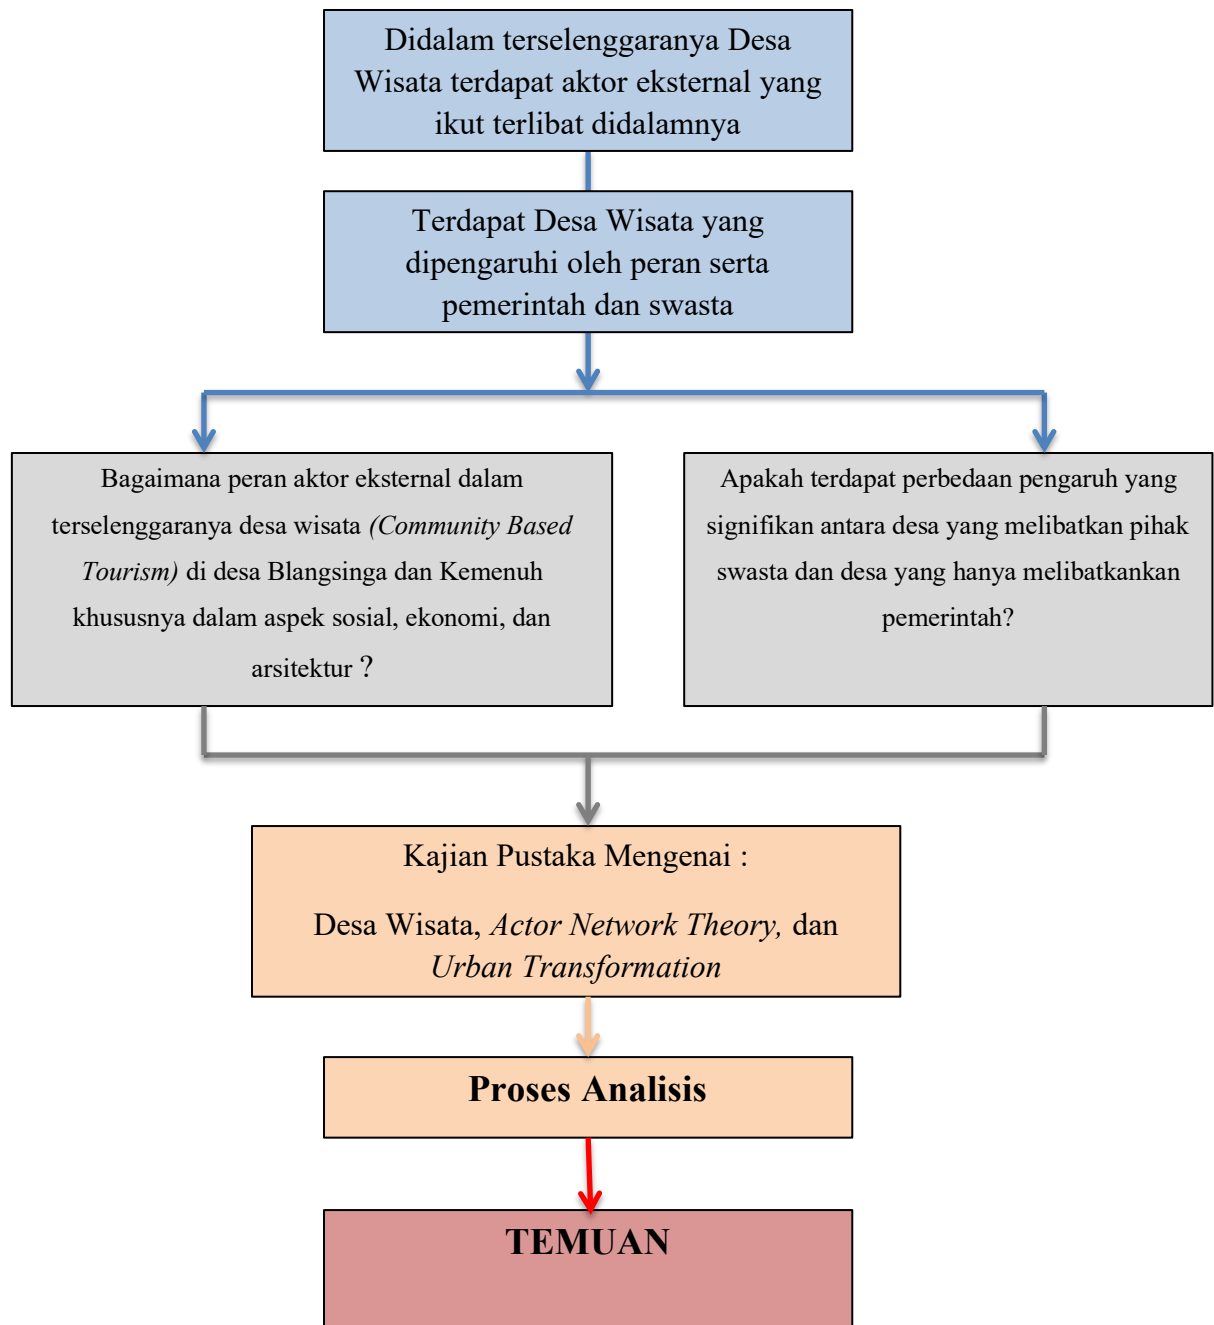 Didalam terselenggaranya Desa
Wisata terdapat aktor eksternal yang
ikut terlibat didalamnya
Terdapat Desa Wisata yang
dipengaruhi oleh peran serta
pemerintah dan swasta
Bagaimana peran aktor eksternal dalam
terselenggaranya desa wisata (Community Based
Tourism) di desa Blangsinga dan Kemenuh
khususnya dalam aspek sosial, ekonomi, dan
arsitektur ?
Apakah terdapat perbedaan pengaruh yang
signifikan antara desa yang melibatkan pihak
swasta dan desa yang hanya melibatkankan
pemerintah?
Kajian Pustaka Mengenai :
Desa Wisata, Actor Network Theory, dan
Urban Transformation
Proses Analisis
TEMUAN